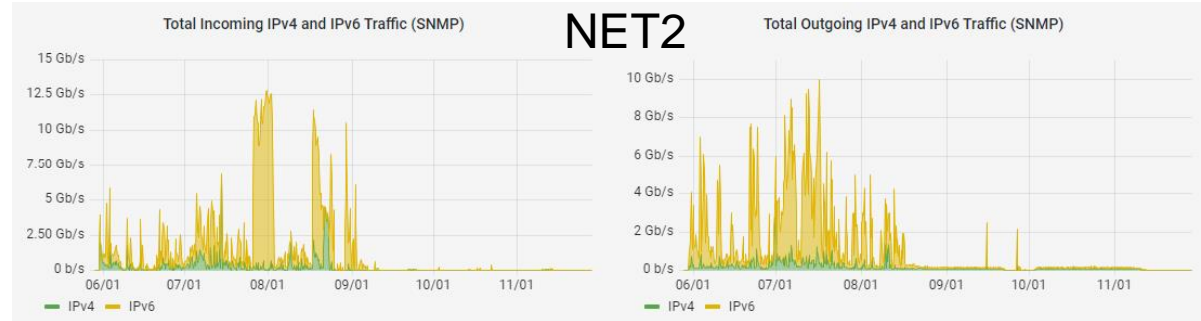 NET2
Total Incoming IPv4 and IPv6 Traffic (SNMP)
15 Gb/s
12.5 Gb/s
10 Gb/s
7.50 Gb/s
5 Gb/s
2.50 Gb/s
0 b/s
06/01 07/01 08/01 09/01 10/01 11/01
IPv4 IPv6
Total Outgoing IPv4 and IPv6 Traffic (SNMP)
10 Gb/s
8 Gb/s
6 Gb/s
4 Gb/s
2 Gb/s
0 b/s
06/01 07/01 08/01 09/01 10/01 11/01
IPv4 IPv6